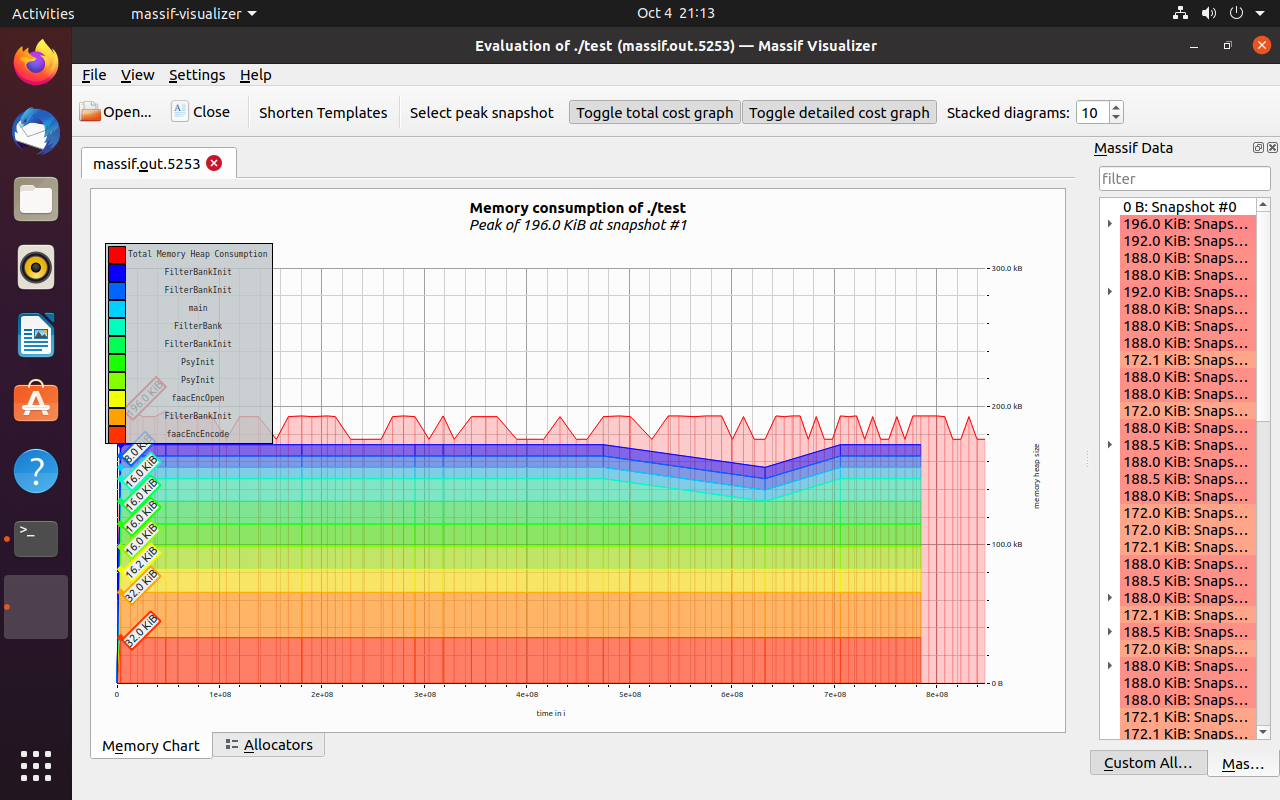 Activities massif-visualizer Oct 4 21:13
Evaluation of ./test (massif.out.5253) — Massif Visualizer
File View Settings Help
Open... Close Shorten Templates Select peak snapshot Toggle total cost graph Toggle detailed cost graph Stacked diagrams: 10
massif.out.5253
Memory consumption of ./test
Peak of 196.0 KiB at snapshot #1
Total Memory Heap Consumption
FilterBankInit
FilterBankInit
main
FilterBank
FilterBankInit
PsyInit
PsyInit
faacEncOpen
FilterBankInit
faacEncEncode
196.0 KiB
8.0 KiB
16.0 KiB
16.0 KiB
16.0 KiB
16.0 KiB
16.2 KiB
32.0 KiB
32.0 KiB
300.0 kB
200.0 kB
100.0 kB
0 B
memory heap size
0 1e+08 2e+08 3e+08 4e+08 5e+08 6e+08 7e+08 8e+08
time in i
Memory Chart Allocators
Massif Data
filter
0 B: Snapshot #0
196.0 KiB: Snaps...
192.0 KiB: Snaps...
188.0 KiB: Snaps...
188.0 KiB: Snaps...
192.0 KiB: Snaps...
188.0 KiB: Snaps...
188.0 KiB: Snaps...
188.0 KiB: Snaps...
172.1 KiB: Snaps...
188.0 KiB: Snaps...
188.0 KiB: Snaps...
172.0 KiB: Snaps...
188.0 KiB: Snaps...
188.5 KiB: Snaps...
188.0 KiB: Snaps...
188.5 KiB: Snaps...
188.0 KiB: Snaps...
172.0 KiB: Snaps...
172.0 KiB: Snaps...
172.1 KiB: Snaps...
188.0 KiB: Snaps...
188.5 KiB: Snaps...
188.0 KiB: Snaps...
172.1 KiB: Snaps...
188.5 KiB: Snaps...
172.0 KiB: Snaps...
188.0 KiB: Snaps...
188.0 KiB: Snaps...
188.0 KiB: Snaps...
172.1 KiB: Snaps...
172.1 KiB: Snaps...
Custom All... Mas...